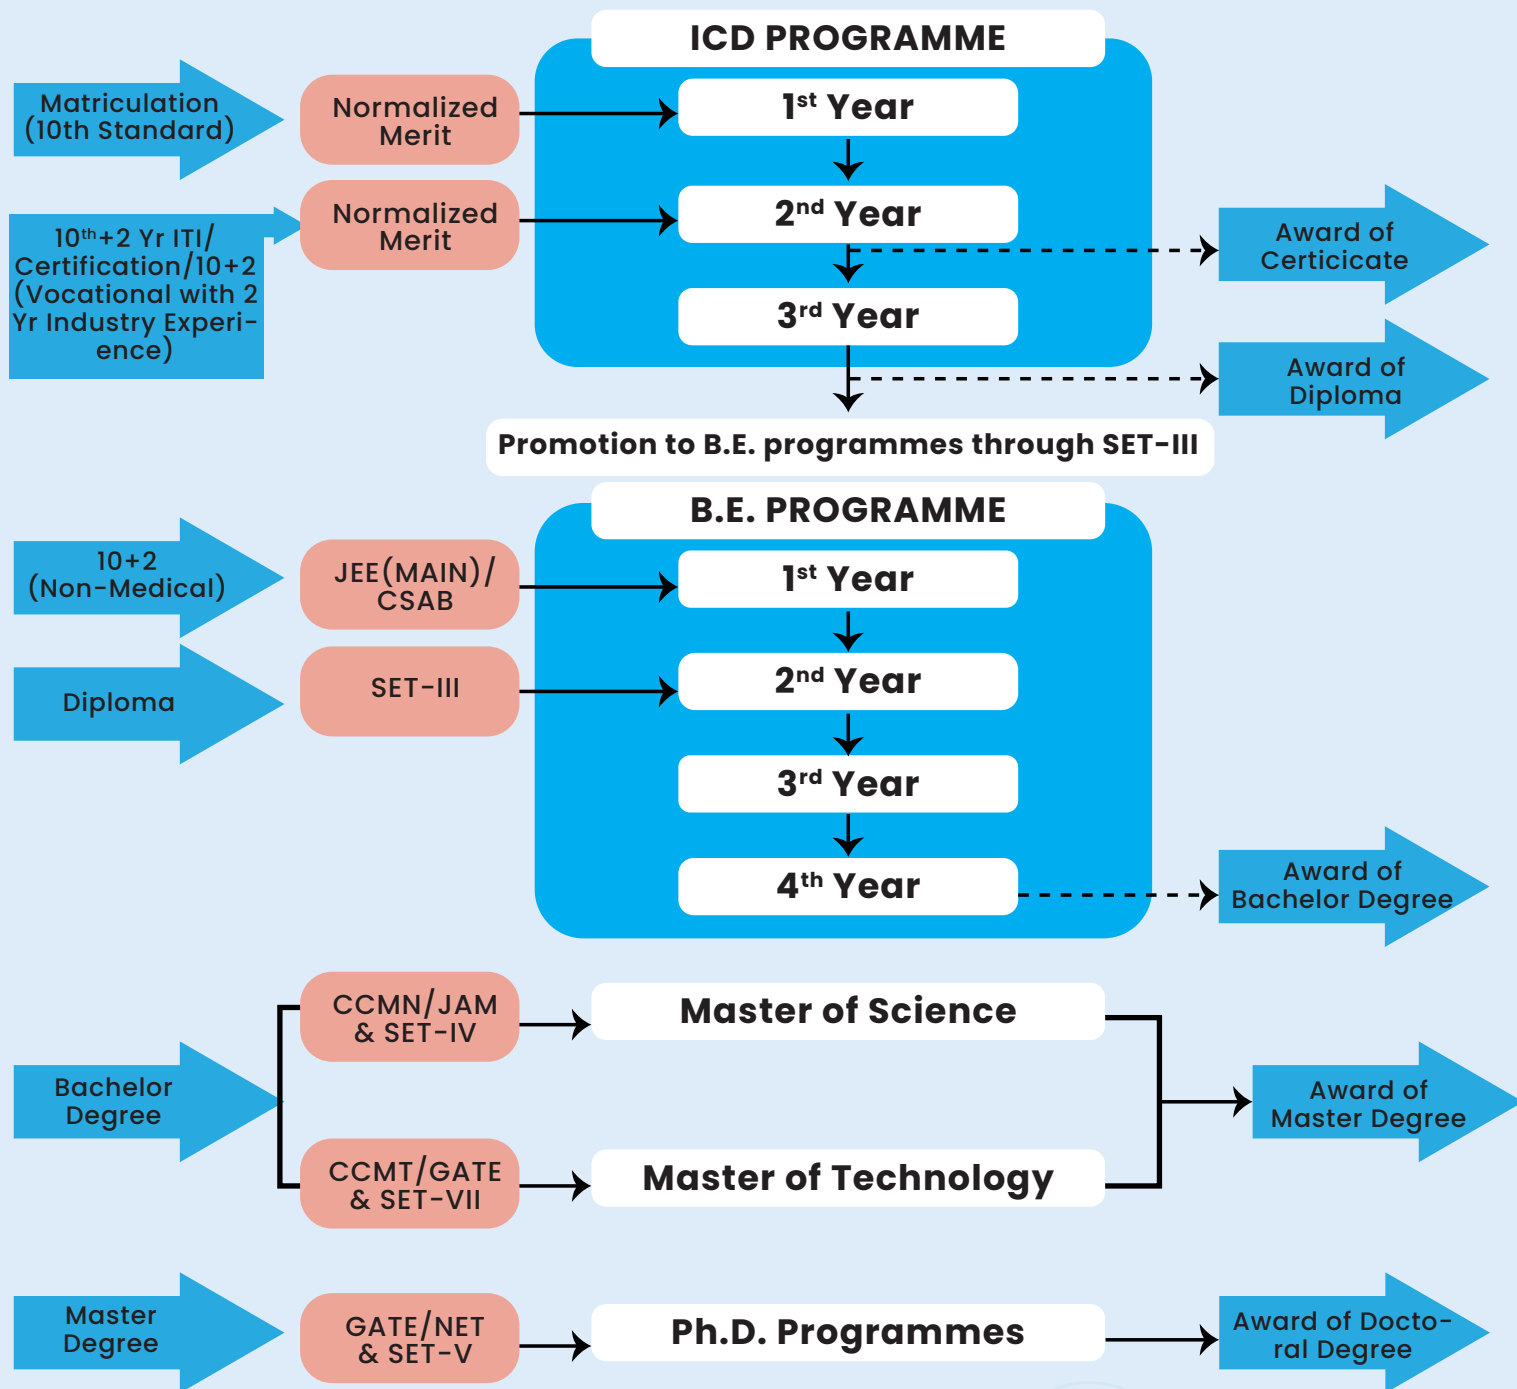 ICD PROGRAMME
Matriculation
(10th Standard)
Normalized
Merit
1st Year
10th+2 Yr ITI/
Certification/10+2
(Vocational with 2
Yr Industry Experi-
ence)
Normalized
Merit
2nd Year
Award of
Certicicate
3rd Year
Award of
Diploma
Promotion to B.E. programmes through SET-III
B.E. PROGRAMME
10+2
(Non-Medical)
JEE(MAIN)/
CSAB
1st Year
Diploma
SET-III
2nd Year
3rd Year
4th Year
Award of
Bachelor Degree
Bachelor
Degree
CCMN/JAM
& SET-IV
Master of Science
CCMT/GATE
& SET-VII
Master of Technology
Award of
Master Degree
Master
Degree
GATE/NET
& SET-V
Ph.D. Programmes
Award of Docto-
ral Degree